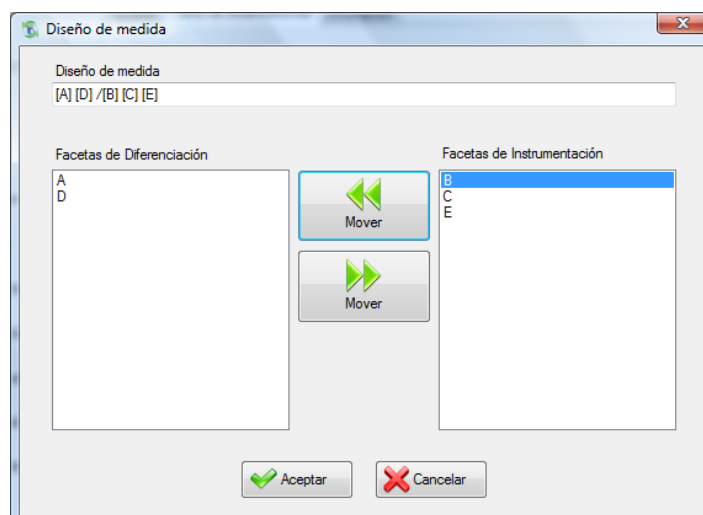 Diseño de medida
Diseño de medida
[A] [D] /[B] [C] [E]
Facetas de Diferenciación
Facetas de Instrumentación
A
D
Mover
Mover
B
C
E
Aceptar
Cancelar